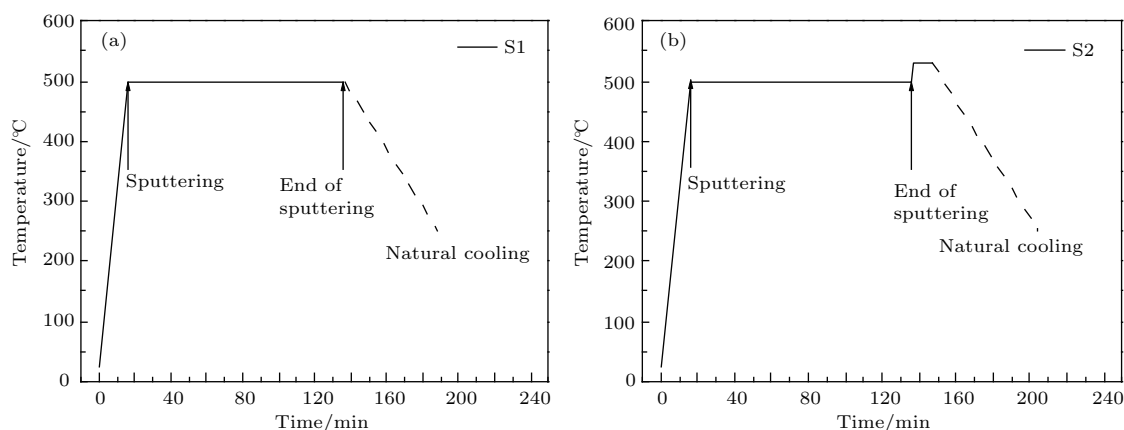 (a)
S1
600
500
400
300
200
100
0
Temperature/℃
Sputtering
End of
sputtering
Natural cooling
0 40 80 120 160 200 240
Time/min
(b)
S2
600
500
400
300
200
100
0
Temperature/℃
Sputtering
End of
sputtering
Natural cooling
0 40 80 120 160 200 240
Time/min